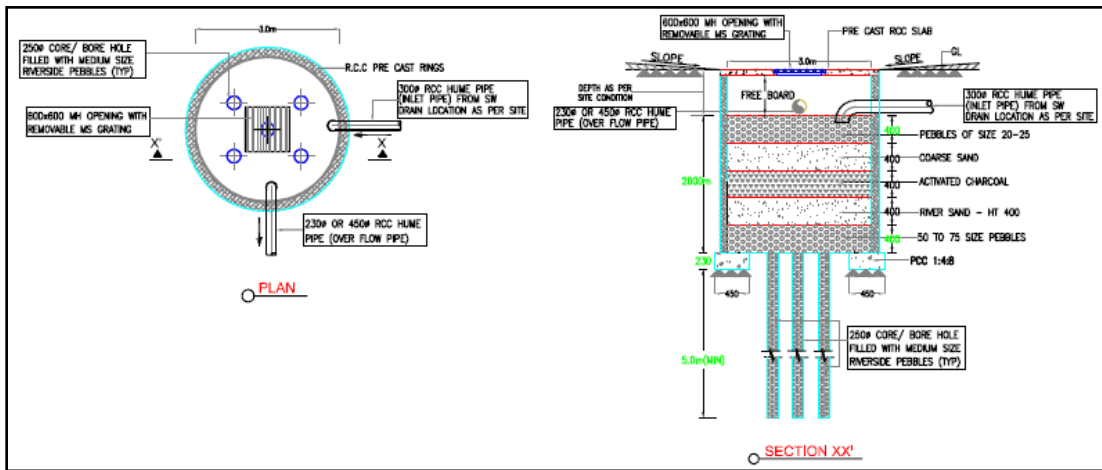 3.0m
250ø CORE/ BORE HOLE
FILLED WITH MEDIUM SIZE
RIVERSIDE PEBBLES (TYP)
R.C.C PRE CAST RINGS
300ø RCC HUME PIPE
(INLET PIPE) FROM SW
DRAIN LOCATION AS PER SITE
600x600 MH OPENING WITH
REMOVABLE MS GRATING
X'
X
230ø OR 450ø RCC HUME
PIPE (OVER FLOW PIPE)
PLAN
600x600 MH OPENING WITH
REMOVABLE MS GRATING
PRE CAST RCC SLAB
SLOPE
3.0m
SLOPE
GL
DEPTH AS PER
SITE CONDITION
FREE BOARD
300ø RCC HUME PIPE
(INLET PIPE) FROM SW
DRAIN LOCATION AS PER SITE
230ø OR 450ø RCC HUME
PIPE (OVER FLOW PIPE)
400
PEBBLES OF SIZE 20-25
400
COARSE SAND
2000m
400
ACTIVATED CHARCOAL
400
RIVER SAND - HT 400
400
50 TO 75 SIZE PEBBLES
230
PCC 1:4:8
450
450
250ø CORE/ BORE HOLE
FILLED WITH MEDIUM SIZE
RIVERSIDE PEBBLES (TYP)
5.0m(MIN)
SECTION XX'